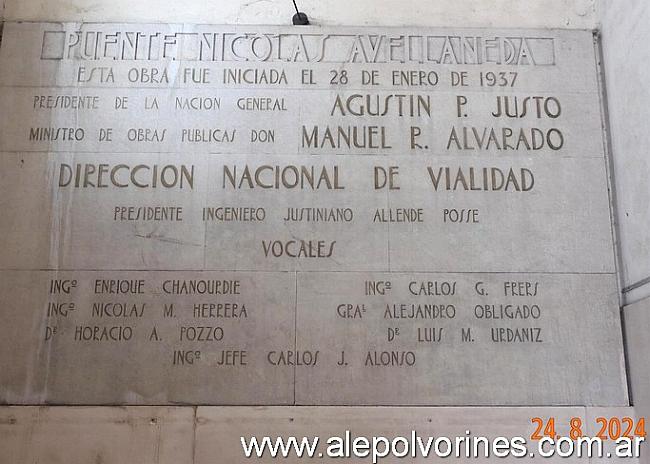 PUENTE NICOLAS AVELLANEDA
ESTA OBRA FUE INICIADA EL 28 DE ENERO DE 1937
PRESIDENTE DE LA NACION GENERAL AGUSTIN P. JUSTO
MINISTRO DE OBRAS PUBLICAS DON MANUEL R. ALVARADO
DIRECCION NACIONAL DE VIALIDAD
PRESIDENTE INGENIERO JUSTINIANO ALLENDE POSSE
VOCALES
INGº ENRIQUE CHANOURDIE INGº CARLOS G. FRERS
INGº NICOLAS M. HERRERA GRAL ALEJANDRO OBLIGADO
DR HORACIO A. POZZO DR LUIS M. URDANIZ
INGº JEFE CARLOS J. ALONSO
24.8.2024
www.alepolvorines.com.ar